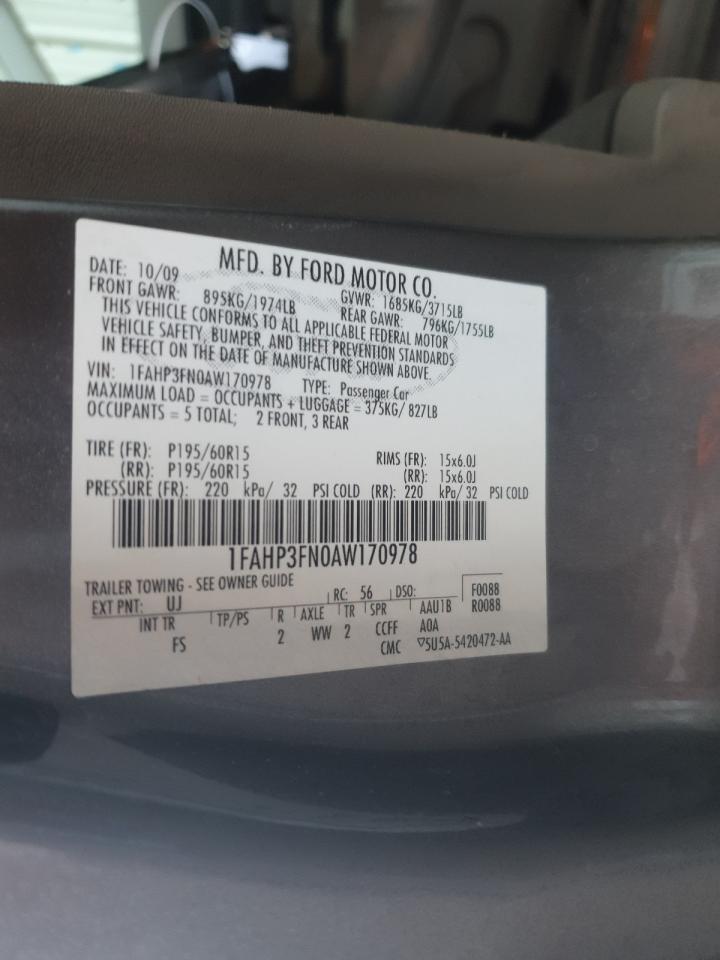 MFD. BY FORD MOTOR CO.
DATE: 10/09 GVWR: 1685KG/3715LB
FRONT GAWR: 895KG/1974LB REAR GAWR: 796KG/1755LB
THIS VEHICLE CONFORMS TO ALL APPLICABLE FEDERAL MOTOR
VEHICLE SAFETY, BUMPER, AND THEFT PREVENTION STANDARDS
IN EFFECT ON THE DATE OF MANUFACTURE SHOWN ABOVE.
VIN: 1FAHP3FN0AW170978 TYPE: Passenger Car
MAXIMUM LOAD = OCCUPANTS + LUGGAGE = 375KG/ 827LB
OCCUPANTS = 5 TOTAL; 2 FRONT, 3 REAR
TIRE (FR): P195/60R15 RIMS (FR): 15x6.0J
(RR): P195/60R15 (RR): 15x6.0J
PRESSURE (FR): 220 kPa/ 32 PSI COLD (RR): 220 kPa/ 32 PSI COLD
1FAHP3FN0AW170978
TRAILER TOWING - SEE OWNER GUIDE
EXT PNT: UJ RC: 56 DSO: F0088
INT TR TP/PS R AXLE TR SPR AAU1B R0088
FS 2 WW 2 CCFF A0A
CMC ▽5U5A-5420472-AA